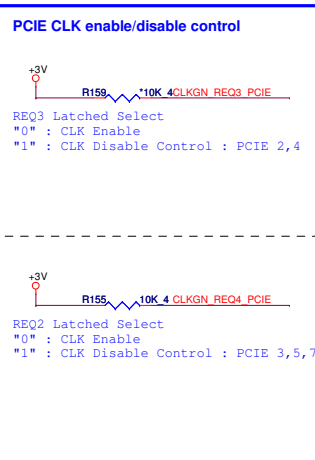 PCIE CLK enable/disable control
+3V
R159 *10K_4 CLKGN_REQ3_PCIE
REQ3 Latched Select
"0" : CLK Enable
"1" : CLK Disable Control : PCIE 2,4
+3V
R155 10K_4 CLKGN_REQ4_PCIE
REQ2 Latched Select
"0" : CLK Enable
"1" : CLK Disable Control : PCIE 3,5,7